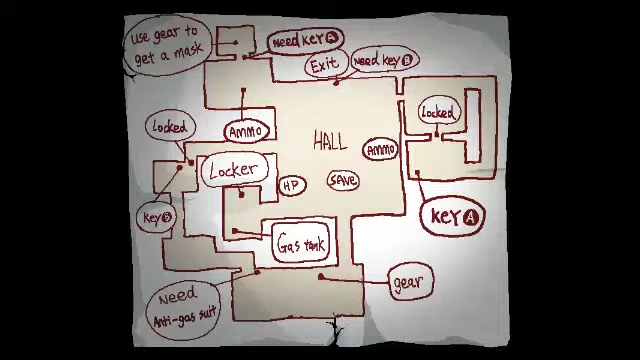 Use gear to
get a mask
Need key A
Exit
Need key B
Locked
Locked
AMMO
HALL
AMMO
Locker
HP
SAVE
key B
key A
Gas tank
gear
Need
Anti-gas suit